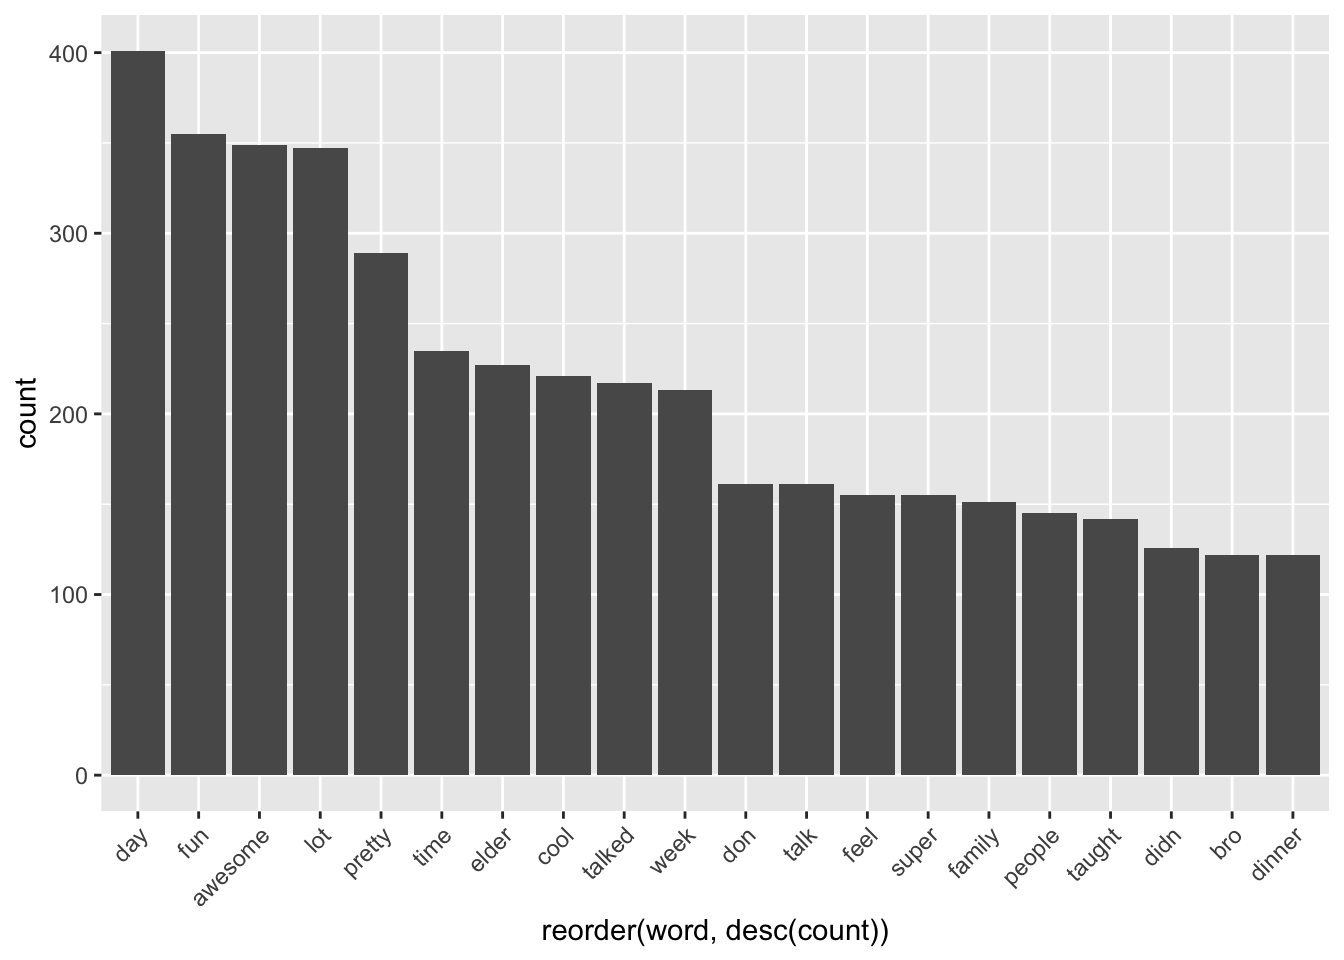 400
300
200
100
0
count
day fun awesome lot pretty time elder cool talked week don talk feel super family people taught didn bro dinner
reorder(word, desc(count))